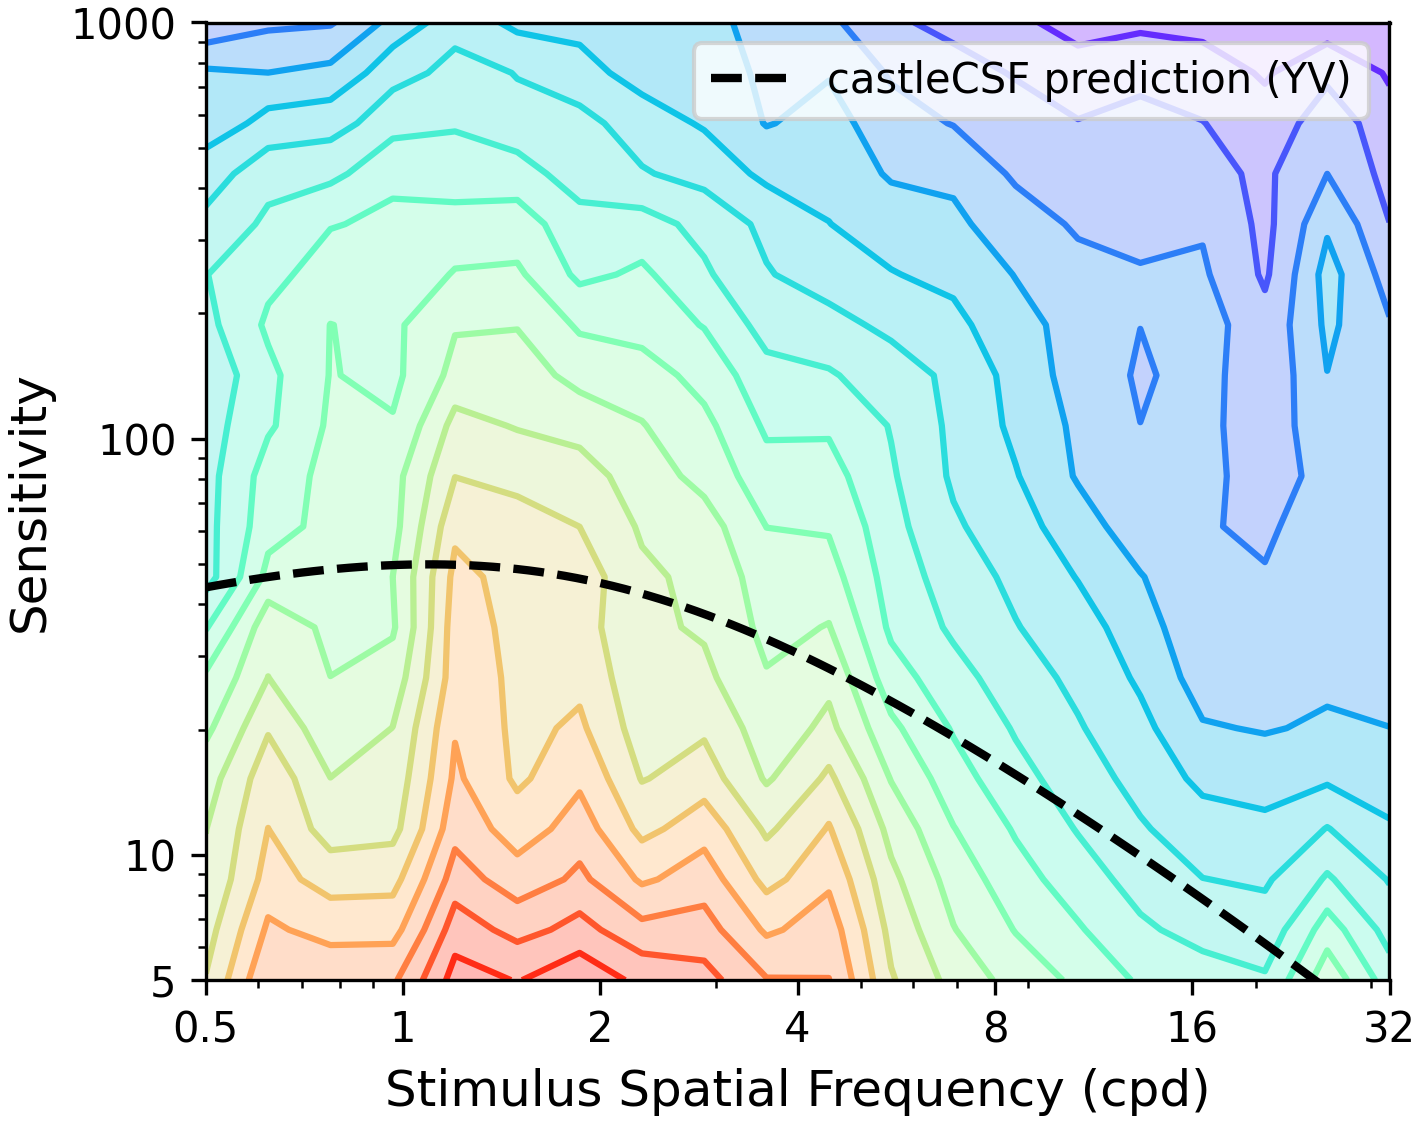 1000
castleCSF prediction (YV)
Sensitivity
100
10
5
0.5 1 2 4 8 16 32
Stimulus Spatial Frequency (cpd)